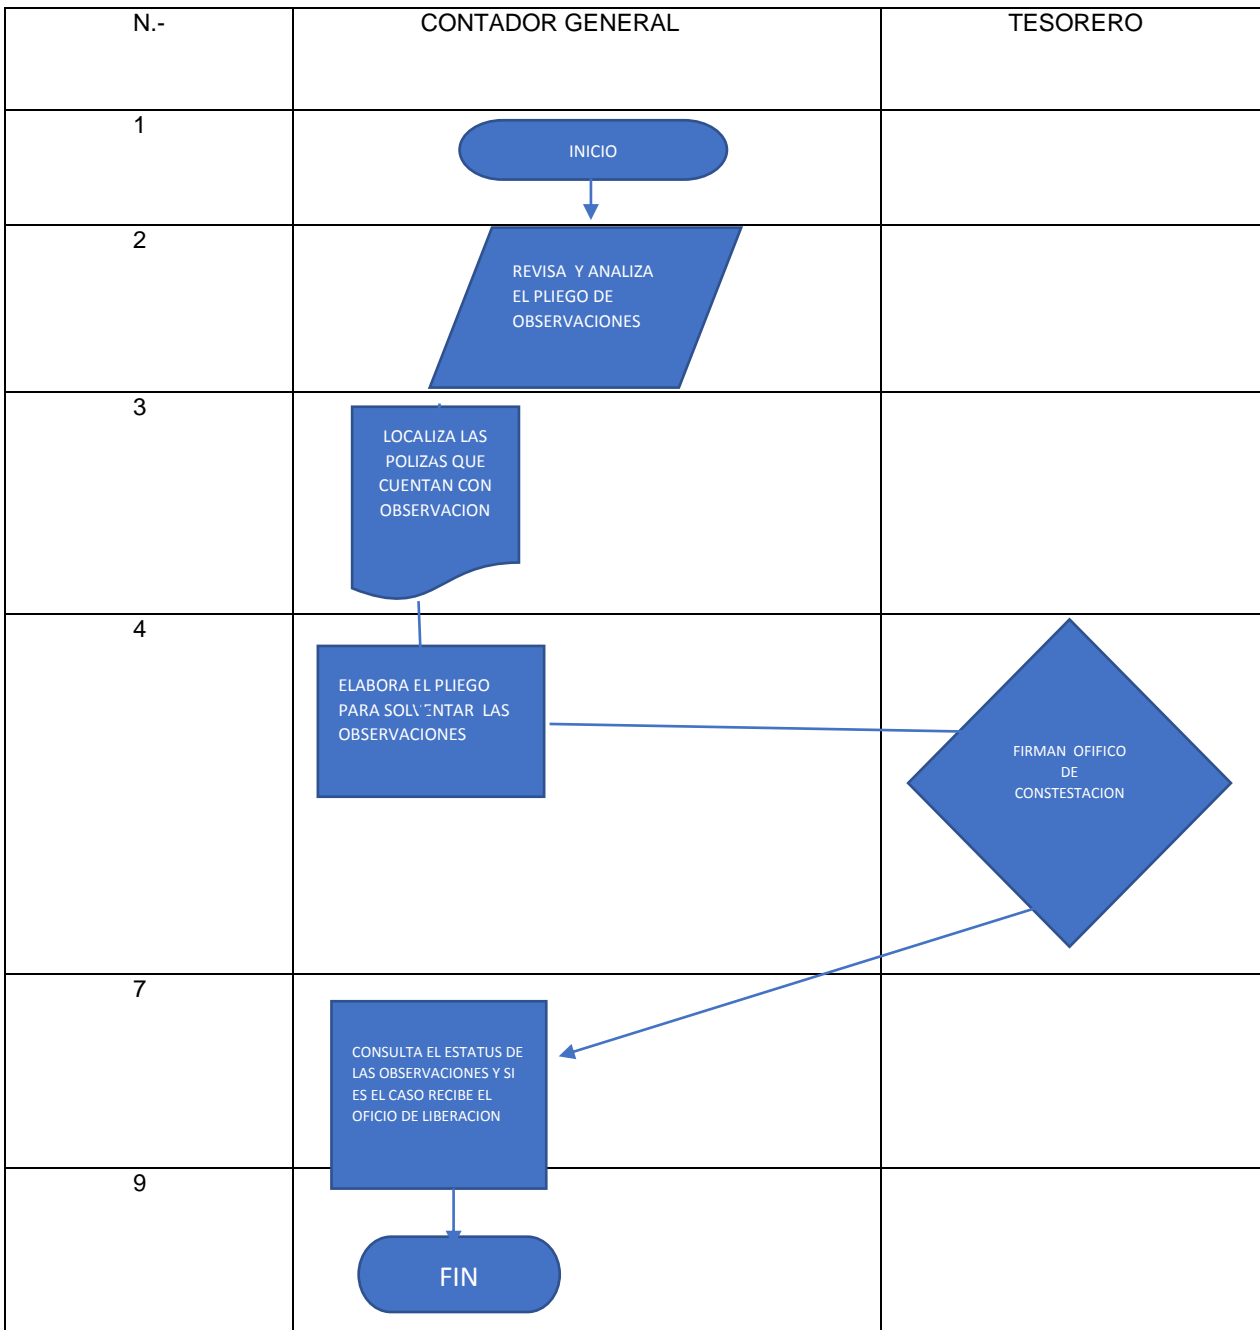 N.- CONTADOR GENERAL TESORERO
1
INICIO
2
REVISA Y ANALIZA
EL PLIEGO DE
OBSERVACIONES
3
LOCALIZA LAS
POLIZAS QUE
CUENTAN CON
OBSERVACION
4
ELABORA EL PLIEGO
PARA SOLVENTAR LAS
OBSERVACIONES
FIRMAN OFIFICO
DE
CONSTESTACION
7
CONSULTA EL ESTATUS DE
LAS OBSERVACIONES Y SI
ES EL CASO RECIBE EL
OFICIO DE LIBERACION
9
FIN